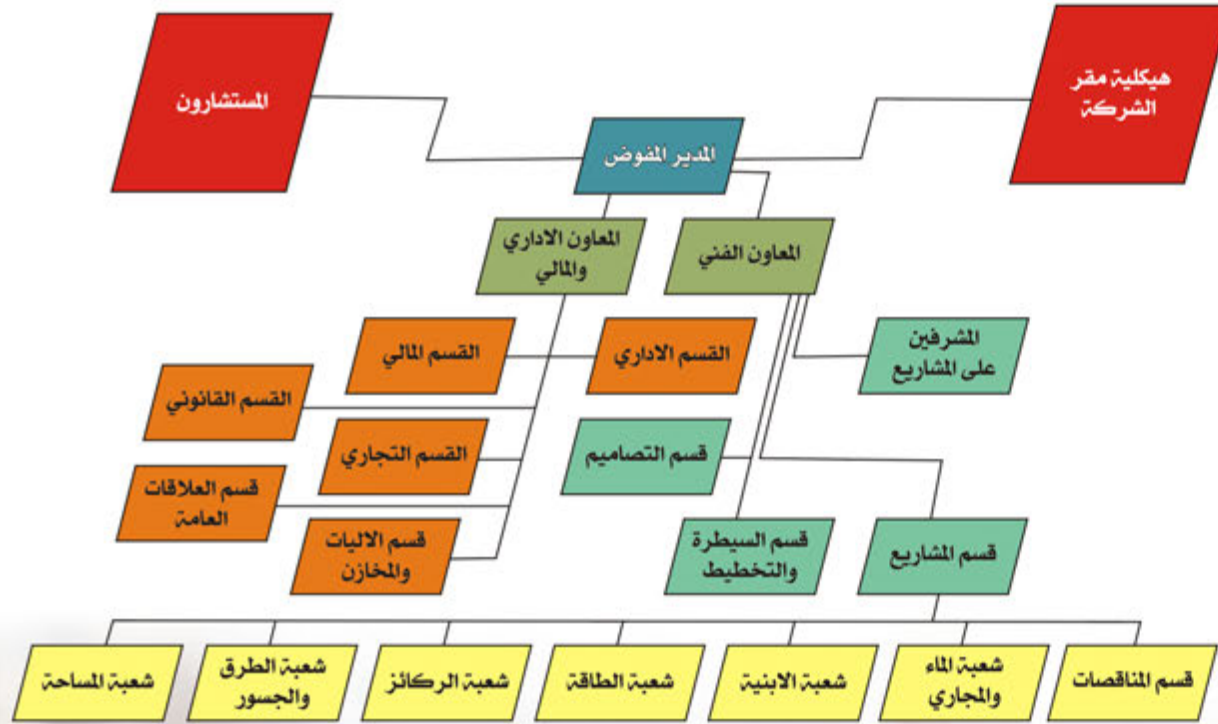 هيكلية مقر
الشركة
المستشارون
المدير المفوض
المعاون الفني
المعاون الاداري
والمالي
المشرفين
على المشاريع
القسم الاداري
القسم المالي
القسم القانوني
قسم التصاميم
القسم التجاري
قسم العلاقات
العامة
قسم المشاريع
قسم السيطرة
والتخطيط
قسم الاليات
والمخازن
قسم المناقصات
شعبة الماء
والمجاري
شعبة الابنية
شعبة الطاقة
شعبة الركائز
شعبة الطرق
والجسور
شعبة المساحة